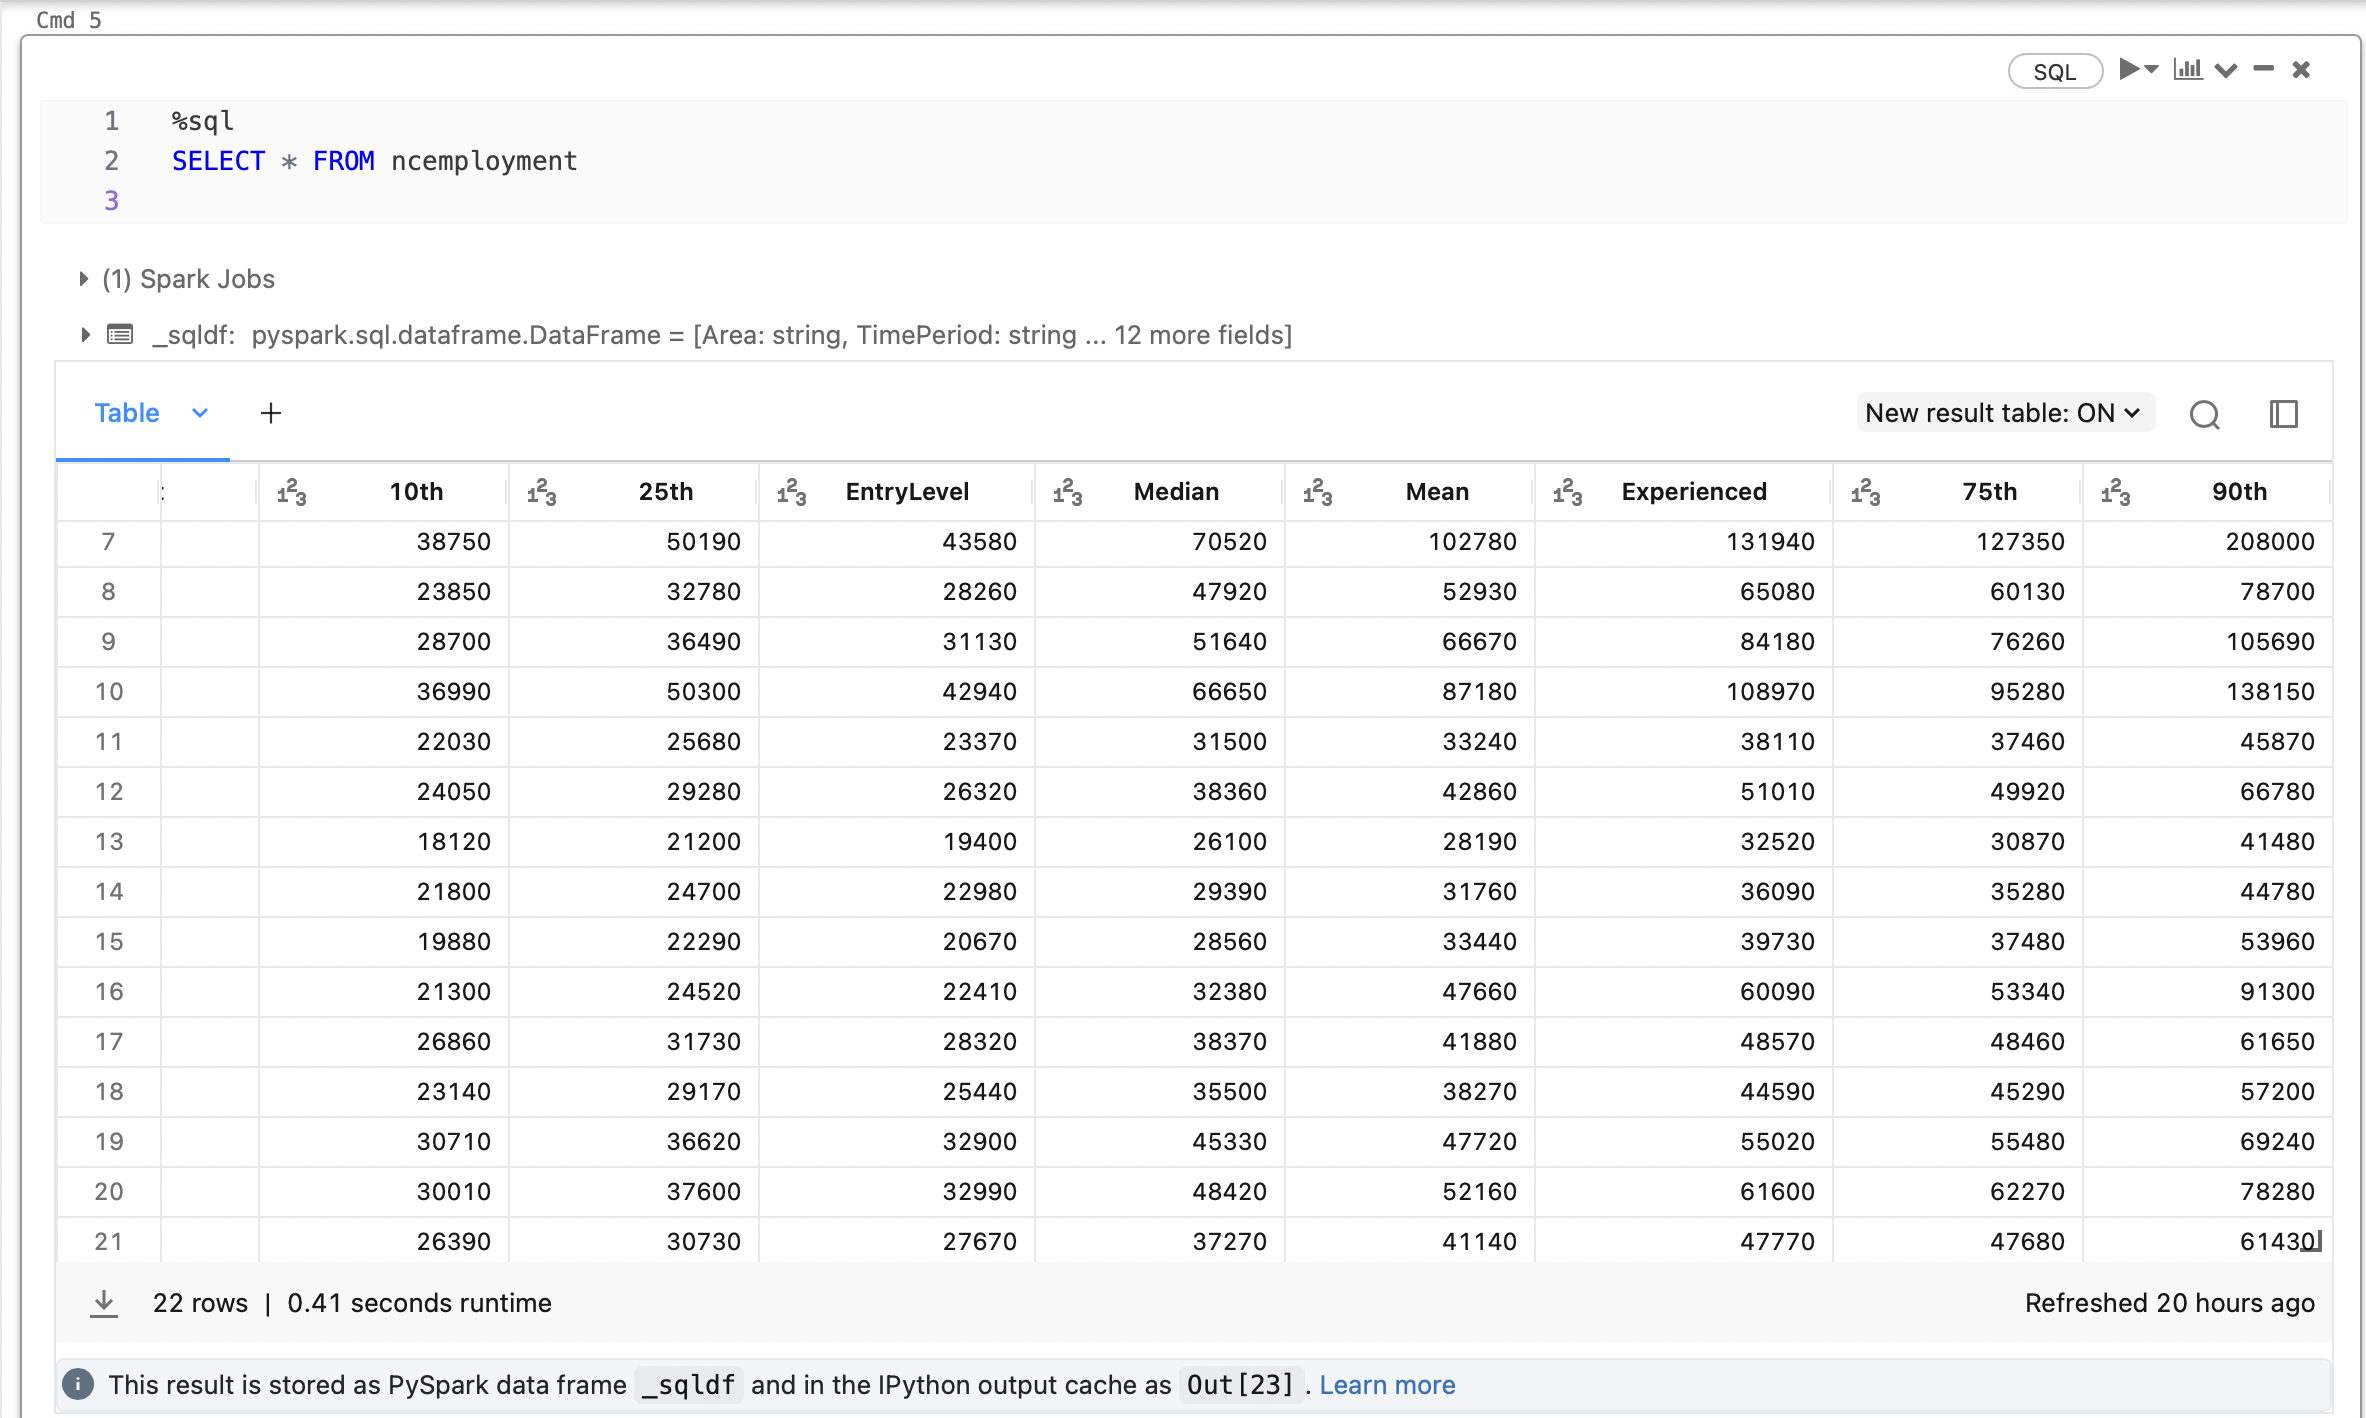 Cmd 5
SQL
1 %sql
2 SELECT * FROM ncemployment
3
(1) Spark Jobs
_sqldf: pyspark.sql.dataframe.DataFrame = [Area: string, TimePeriod: string ... 12 more fields]
Table + New result table: ON
10th 25th EntryLevel Median Mean Experienced 75th 90th
7 38750 50190 43580 70520 102780 131940 127350 208000
8 23850 32780 28260 47920 52930 65080 60130 78700
9 28700 36490 31130 51640 66670 84180 76260 105690
10 36990 50300 42940 66650 87180 108970 95280 138150
11 22030 25680 23370 31500 33240 38110 37460 45870
12 24050 29280 26320 38360 42860 51010 49920 66780
13 18120 21200 19400 26100 28190 32520 30870 41480
14 21800 24700 22980 29390 31760 36090 35280 44780
15 19880 22290 20670 28560 33440 39730 37480 53960
16 21300 24520 22410 32380 47660 60090 53340 91300
17 26860 31730 28320 38370 41880 48570 48460 61650
18 23140 29170 25440 35500 38270 44590 45290 57200
19 30710 36620 32900 45330 47720 55020 55480 69240
20 30010 37600 32990 48420 52160 61600 62270 78280
21 26390 30730 27670 37270 41140 47770 47680 61430
22 rows | 0.41 seconds runtime Refreshed 20 hours ago
This result is stored as PySpark data frame _sqldf and in the IPython output cache as Out[23] . Learn more